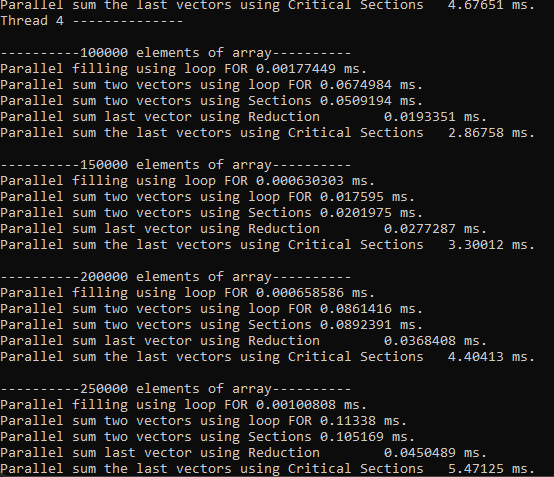 Parallel sum the last vectors using Critical Sections   4.67651 ms.
Thread 4 --------------

----------100000 elements of array----------
Parallel filling using loop FOR 0.00177449 ms.
Parallel sum two vectors using loop FOR 0.0674984 ms.
Parallel sum two vectors using Sections 0.0509194 ms.
Parallel sum last vector using Reduction        0.0193351 ms.
Parallel sum the last vectors using Critical Sections   2.86758 ms.

----------150000 elements of array----------
Parallel filling using loop FOR 0.000630303 ms.
Parallel sum two vectors using loop FOR 0.017595 ms.
Parallel sum two vectors using Sections 0.0201975 ms.
Parallel sum last vector using Reduction        0.0277287 ms.
Parallel sum the last vectors using Critical Sections   3.30012 ms.

----------200000 elements of array----------
Parallel filling using loop FOR 0.000658586 ms.
Parallel sum two vectors using loop FOR 0.0861416 ms.
Parallel sum two vectors using Sections 0.0892391 ms.
Parallel sum last vector using Reduction        0.0368408 ms.
Parallel sum the last vectors using Critical Sections   4.40413 ms.

----------250000 elements of array----------
Parallel filling using loop FOR 0.00100808 ms.
Parallel sum two vectors using loop FOR 0.11338 ms.
Parallel sum two vectors using Sections 0.105169 ms.
Parallel sum last vector using Reduction        0.0450489 ms.
Parallel sum the last vectors using Critical Sections   5.47125 ms.